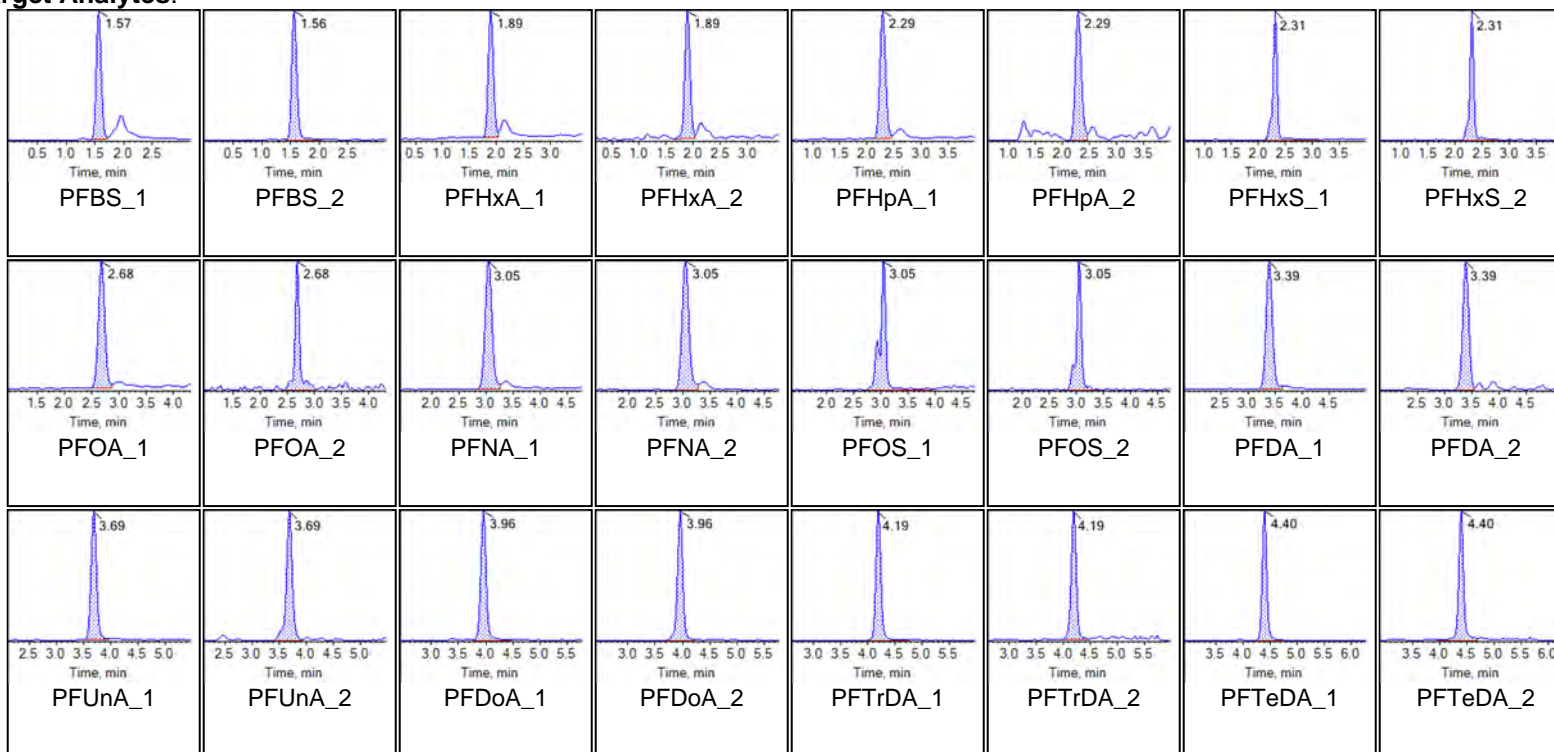 rget Analytes:
1.57 1.56 1.89 1.89 2.29 2.29 2.31 2.31
0.5 1.0 1.5 2.0 2.5 0.5 1.0 1.5 2.0 2.5 0.5 1.0 1.5 2.0 2.5 3.0 0.5 1.0 1.5 2.0 2.5 3.0 1.0 1.5 2.0 2.5 3.0 3.5 1.0 1.5 2.0 2.5 3.0 3.5 1.0 1.5 2.0 2.5 3.0 3.5 1.0 1.5 2.0 2.5 3.0 3.5
Time, min Time, min Time, min Time, min Time, min Time, min Time, min Time, min
PFBS_1 PFBS_2 PFHxA_1 PFHxA_2 PFHpA_1 PFHpA_2 PFHxS_1 PFHxS_2
2.68 2.68 3.05 3.05 3.05 3.05 3.39 3.39
1.5 2.0 2.5 3.0 3.5 4.0 1.5 2.0 2.5 3.0 3.5 4.0 2.0 2.5 3.0 3.5 4.0 4.5 2.0 2.5 3.0 3.5 4.0 4.5 2.0 2.5 3.0 3.5 4.0 4.5 2.0 2.5 3.0 3.5 4.0 4.5 2.5 3.0 3.5 4.0 4.5 2.5 3.0 3.5 4.0 4.5
Time, min Time, min Time, min Time, min Time, min Time, min Time, min Time, min
PFOA_1 PFOA_2 PFNA_1 PFNA_2 PFOS_1 PFOS_2 PFDA_1 PFDA_2
3.69 3.69 3.96 3.96 4.19 4.19 4.40 4.40
2.5 3.0 3.5 4.0 4.5 5.0 2.5 3.0 3.5 4.0 4.5 5.0 3.0 3.5 4.0 4.5 5.0 5.5 3.0 3.5 4.0 4.5 5.0 5.5 3.0 3.5 4.0 4.5 5.0 5.5 3.0 3.5 4.0 4.5 5.0 5.5 3.5 4.0 4.5 5.0 5.5 6.0 3.5 4.0 4.5 5.0 5.5 6.0
Time, min Time, min Time, min Time, min Time, min Time, min Time, min Time, min
PFUnA_1 PFUnA_2 PFDoA_1 PFDoA_2 PFTrDA_1 PFTrDA_2 PFTeDA_1 PFTeDA_2